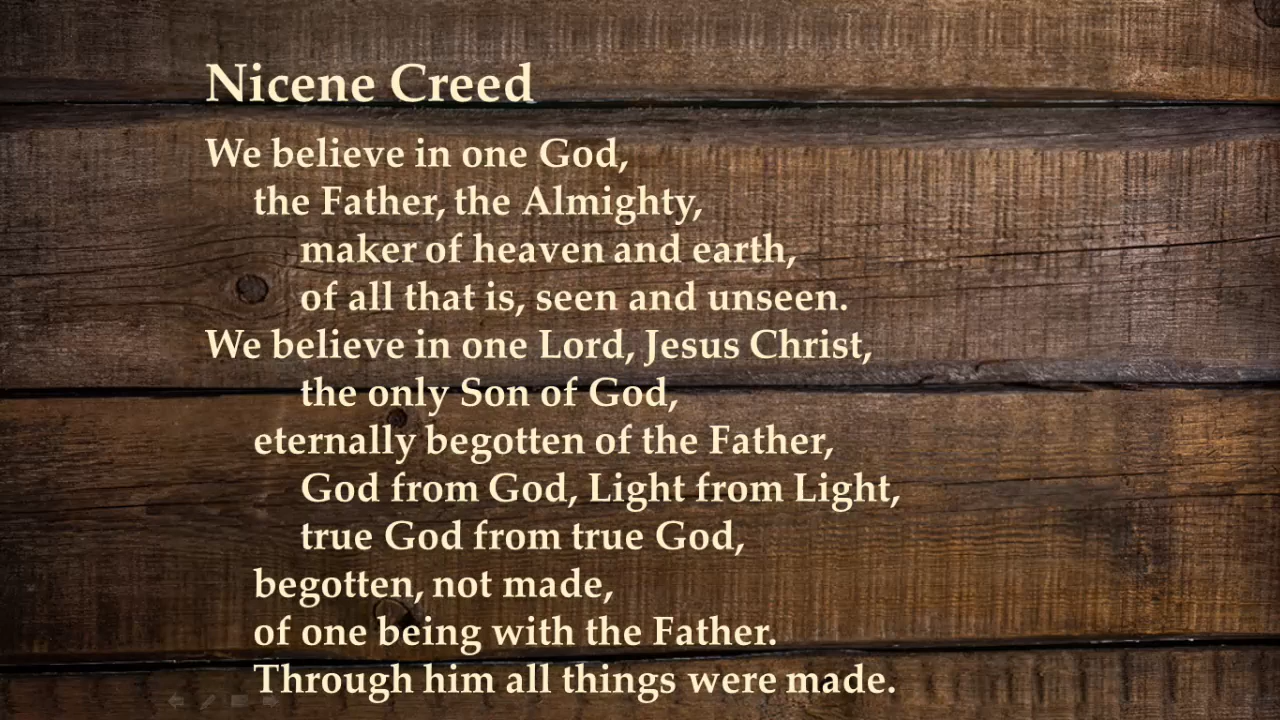 Nicene Creed
We believe in one God,
the Father, the Almighty,
maker of heaven and earth,
of all that is, seen and unseen.
We believe in one Lord, Jesus Christ,
the only Son of God,
eternally begotten of the Father,
God from God, Light from Light,
true God from true God,
begotten, not made,
of one being with the Father.
Through him all things were made.